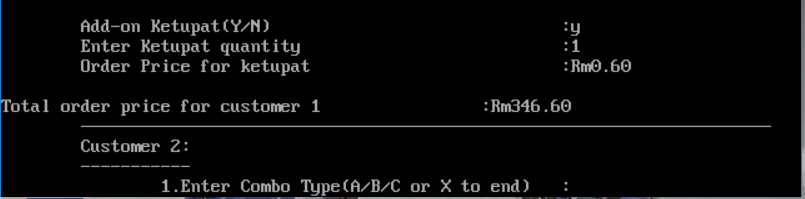 Add-on Ketupat(Y/N) :y
Enter Ketupat quantity :1
Order Price for ketupat :Rm0.60
Total order price for customer 1 :Rm346.60
Customer 2:
-----------
1.Enter Combo Type(A/B/C or X to end) :